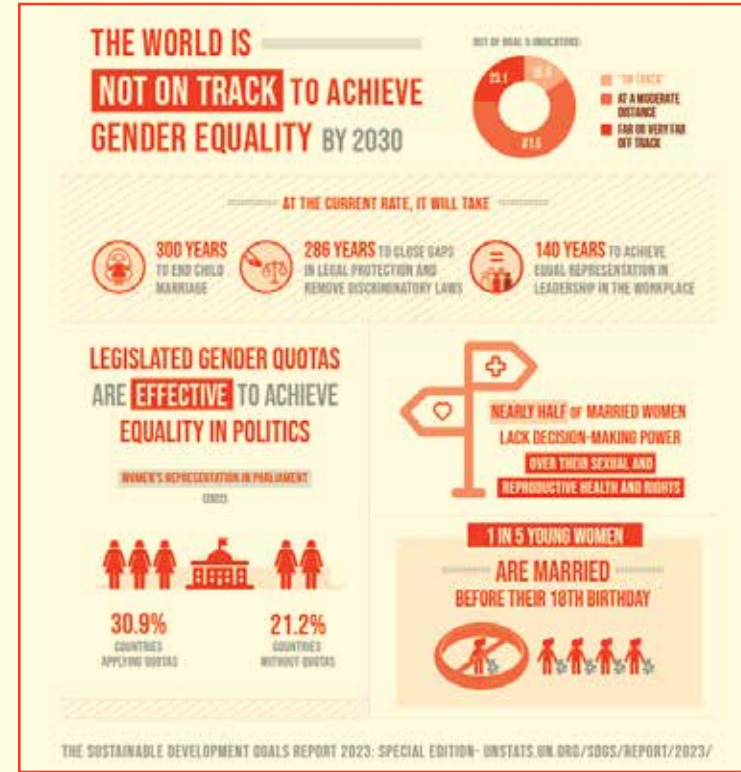 THE WORLD IS
NOT ON TRACK TO ACHIEVE
GENDER EQUALITY BY 2030
OUT OF GOAL 5 INDICATORS:
23.1
61.5
"ON TRACK"
AT A MODERATE
DISTANCE
FAR OR VERY FAR
OFF TRACK
AT THE CURRENT RATE, IT WILL TAKE
300 YEARS
TO END CHILD
MARRIAGE
286 YEARS TO CLOSE GAPS
IN LEGAL PROTECTION AND
REMOVE DISCRIMINATORY LAWS
140 YEARS TO ACHIEVE
EQUAL REPRESENTATION IN
LEADERSHIP IN THE WORKPLACE
LEGISLATED GENDER QUOTAS
ARE EFFECTIVE TO ACHIEVE
EQUALITY IN POLITICS
WOMEN'S REPRESENTATION IN PARLIAMENT
30.9%
COUNTRIES
APPLYING QUOTAS
21.2%
COUNTRIES
WITHOUT QUOTAS
NEARLY HALF OF MARRIED WOMEN
LACK DECISION-MAKING POWER
OVER THEIR SEXUAL AND
REPRODUCTIVE HEALTH AND RIGHTS
1 IN 5 YOUNG WOMEN
ARE MARRIED
BEFORE THEIR 18TH BIRTHDAY
THE SUSTAINABLE DEVELOPMENT GOALS REPORT 2023: SPECIAL EDITION- UNSTATS.UN.ORG/SDGS/REPORT/2023/